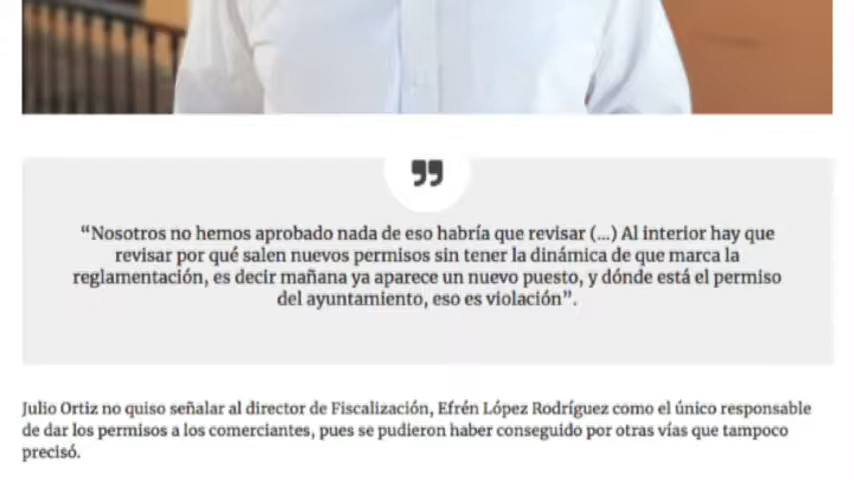 “Nosotros no hemos aprobado nada de eso habría que revisar (...) Al interior hay que
revisar por qué salen nuevos permisos sin tener la dinámica de que marca la
reglamentación, es decir mañana ya aparece un nuevo puesto, y dónde está el permiso
del ayuntamiento, eso es violación”.
Julio Ortiz no quiso señalar al director de Fiscalización, Efrén López Rodríguez como el único responsable
de dar los permisos a los comerciantes, pues se pudieron haber conseguido por otras vías que tampoco
precisó.